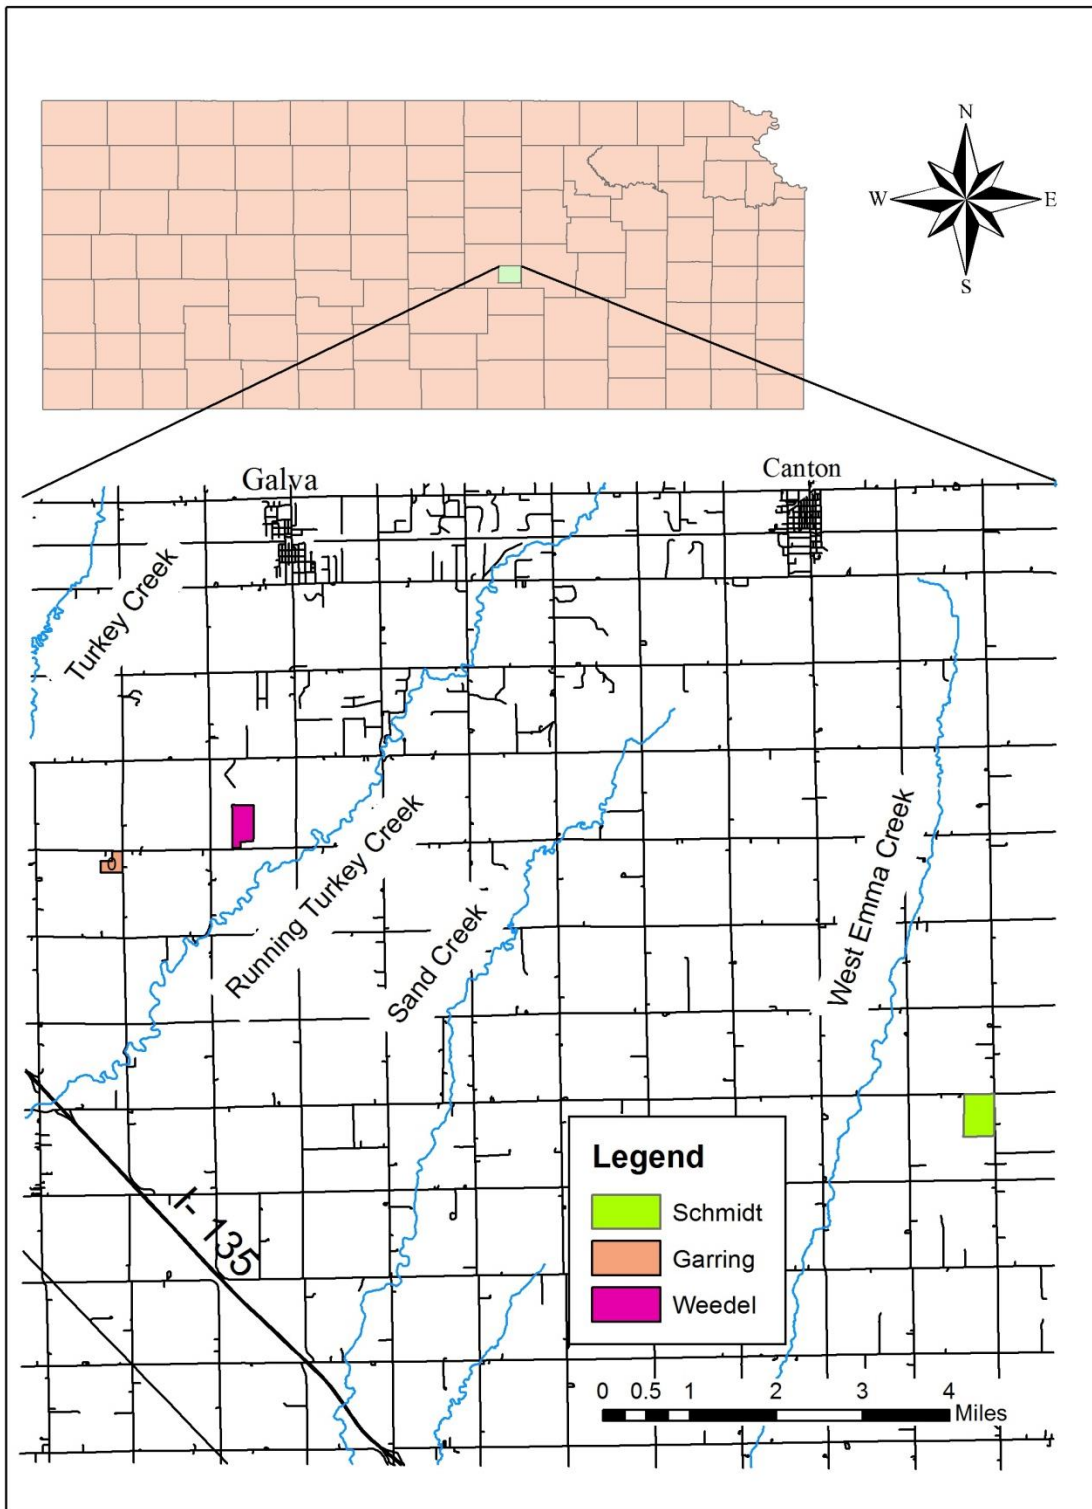 N
W E
S
Galva
Canton
Turkey Creek
Running Turkey Creek
Sand Creek
West Emma Creek
I- 135
Legend
Schmidt
Garring
Weedel
0 0.5 1 2 3 4
Miles